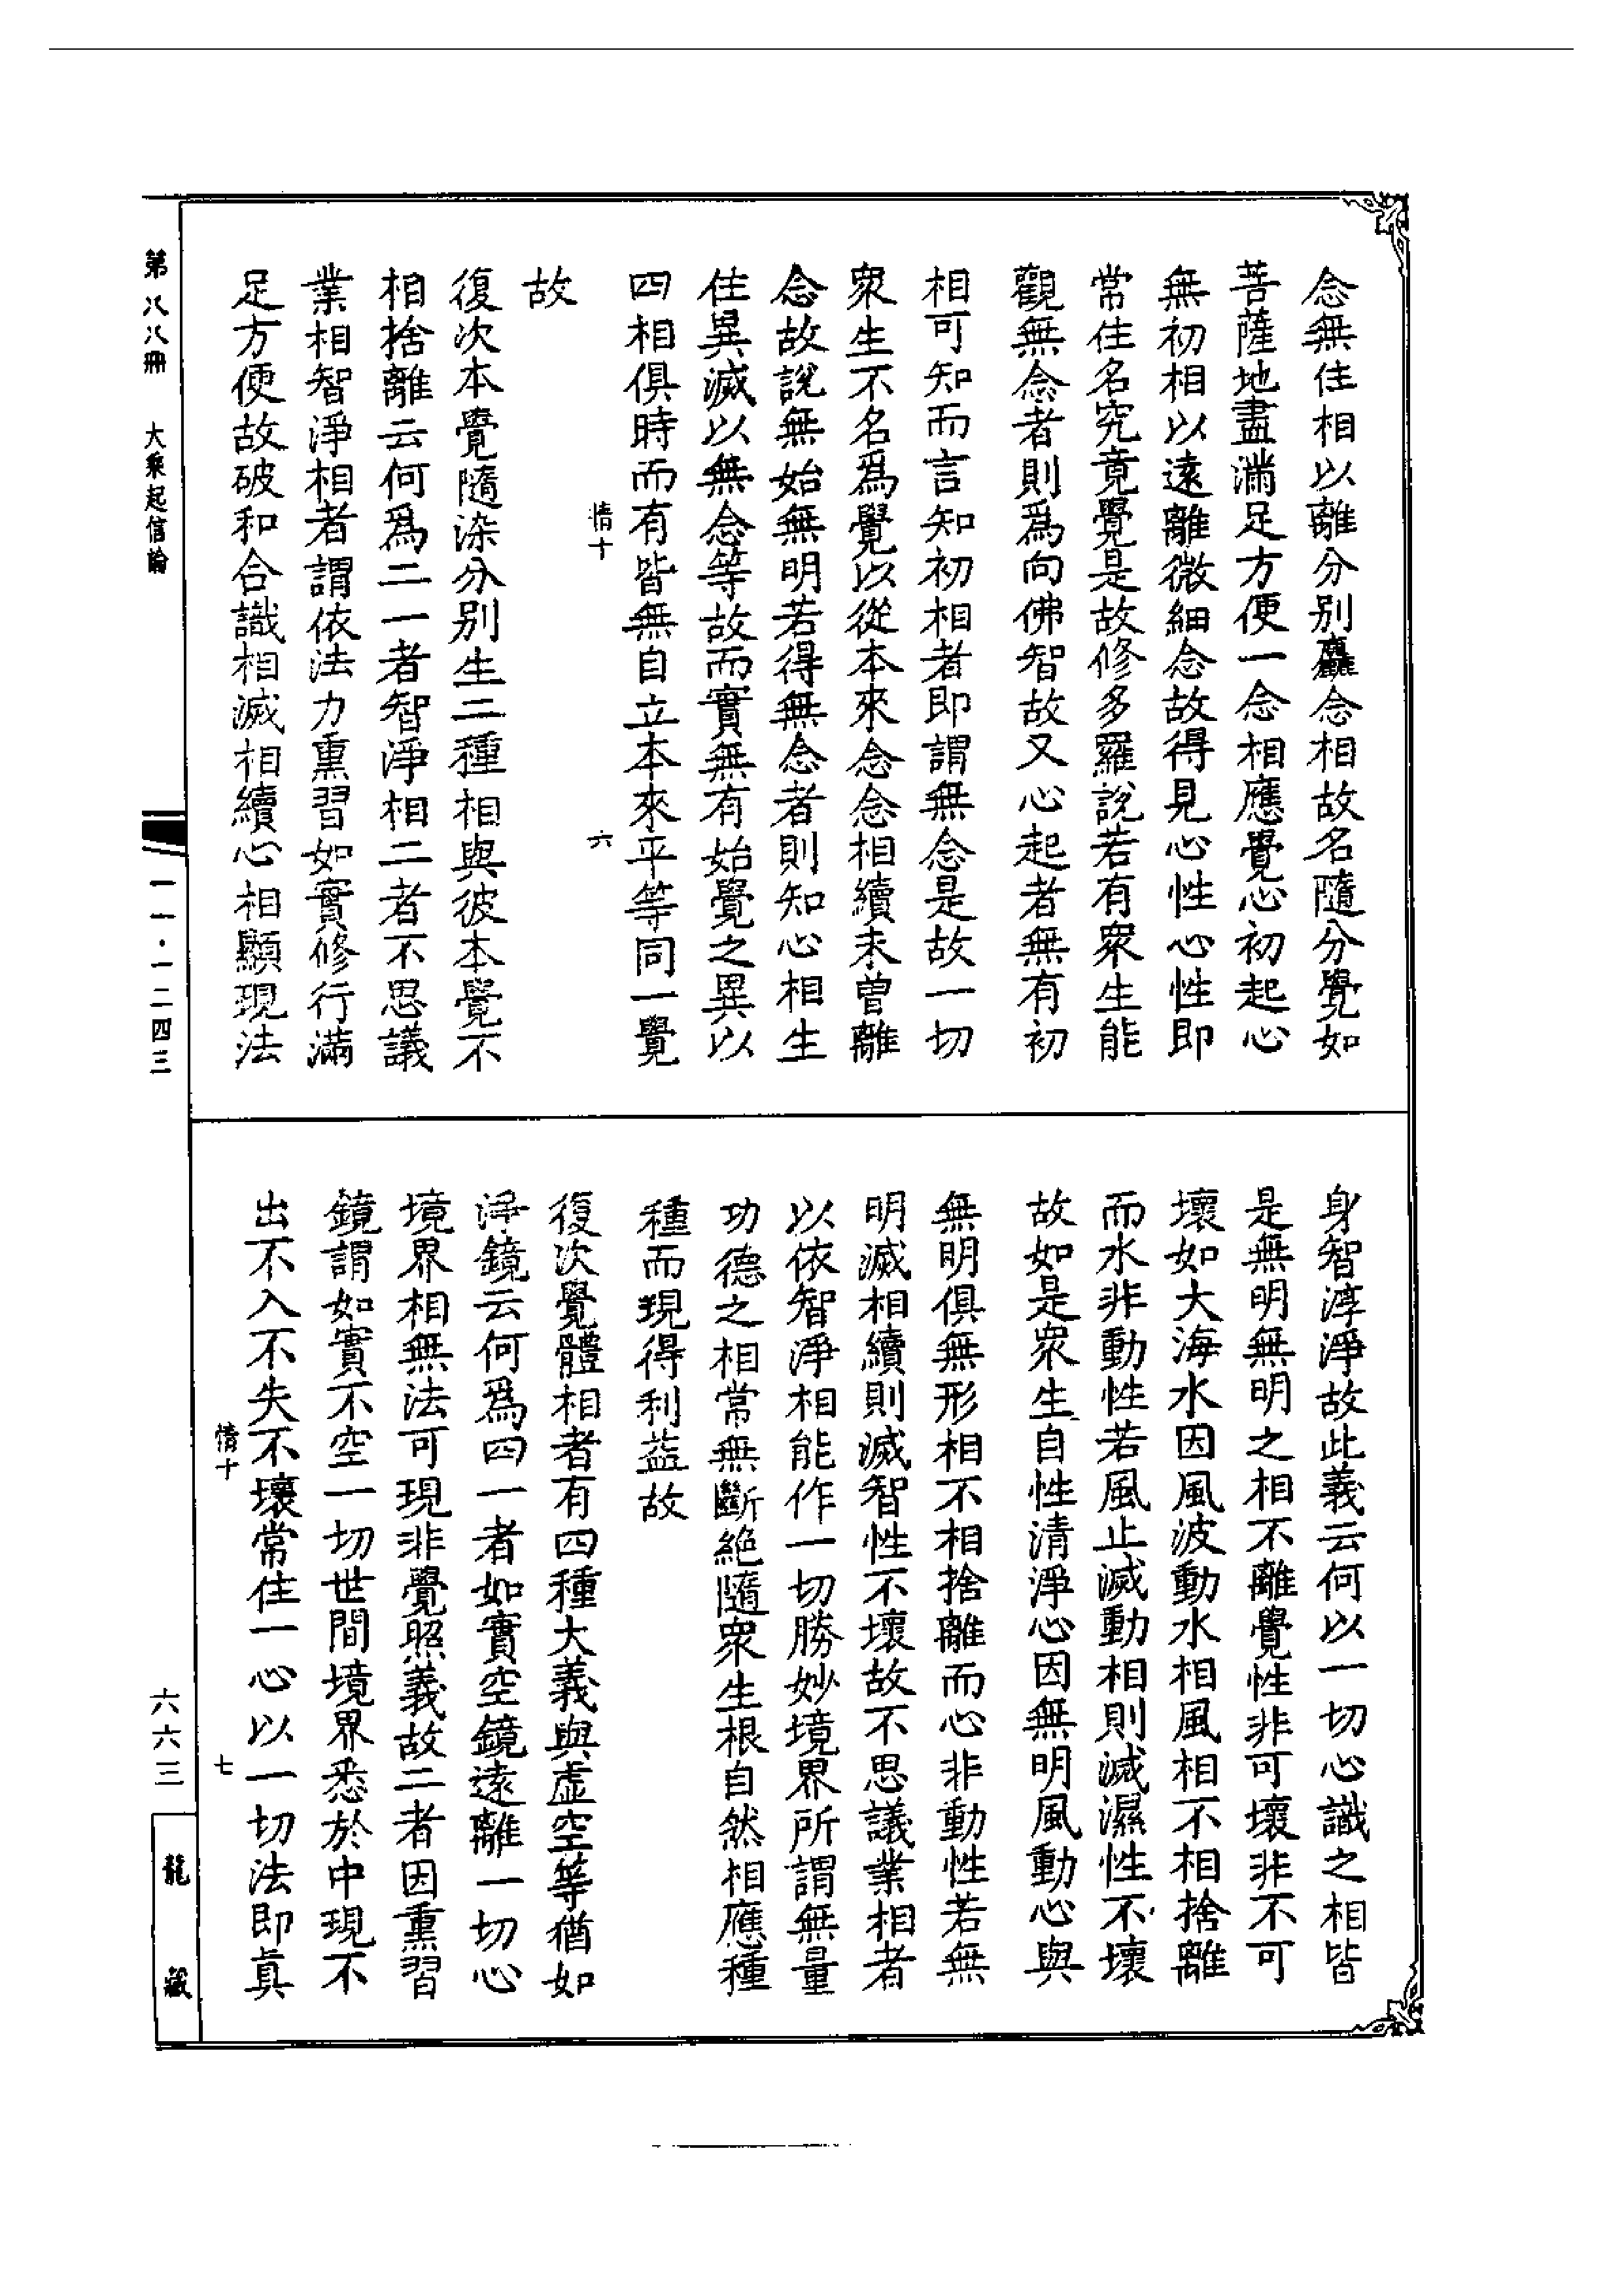 念無住相以離分別麤念相故名隨分覺如
菩薩地盡滿足方便一念相應覺心初起心
無初相以遠離微細念故得見心性心性即
常住名究竟覺是故修多羅說若有衆生能
觀無念者則爲向佛智故又心起者無有初
相可知而言知初相者即謂無念是故一切
衆生不名爲覺以從本來念念相續未曽離
念故說無始無明若得無念者則知心相生
住異滅以無念等故而實無有始覺之異以
四相俱時而有皆無自立本來平等同一覺
情十 六
故
復次本覺隨染分別生二種相與彼本覺不
相捨離云何爲二一者智淨相二者不思議
業相智淨相者謂依法力熏習如實修行滿
足方便故破和合識相滅相續心相顯現法
第八八冊 大乘起信論
一一·一二四三
身智淳淨故此義云何以一切心識之相皆
是無明無明之相不離覺性非可壞非不可
壞如大海水因風波動水相風相不相捨離
而水非動性若風止滅動相則滅濕性不壞
故如是衆生自性清淨心因無明風動心與
無明俱無形相不相捨離而心非動性若無
明滅相續則滅智性不壞故不思議業相者
以依智淨相能作一切勝妙境界所謂無量
功德之相常無斷絶隨衆生根自然相應種
種而現得利益故
復次覺體相者有四種大義與虛空等猶如
淨鏡云何爲四一者如實空鏡遠離一切心
境界相無法可現非覺照義故二者因熏習
鏡謂如實不空一切世間境界悉於中現不
出不入不失不壞常住一心以一切法即眞
情十 七
六六三
龍藏